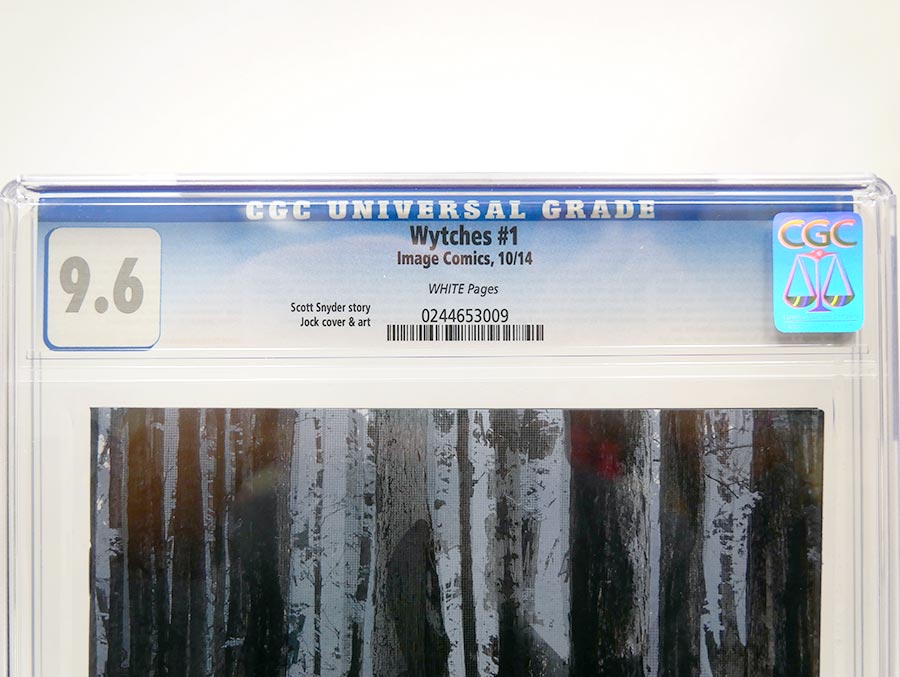 CGC UNIVERSAL GRADE
9.6
Wytches #1
Image Comics, 10/14
WHITE Pages
Scott Snyder story
Jock cover & art
0244653009
CGC